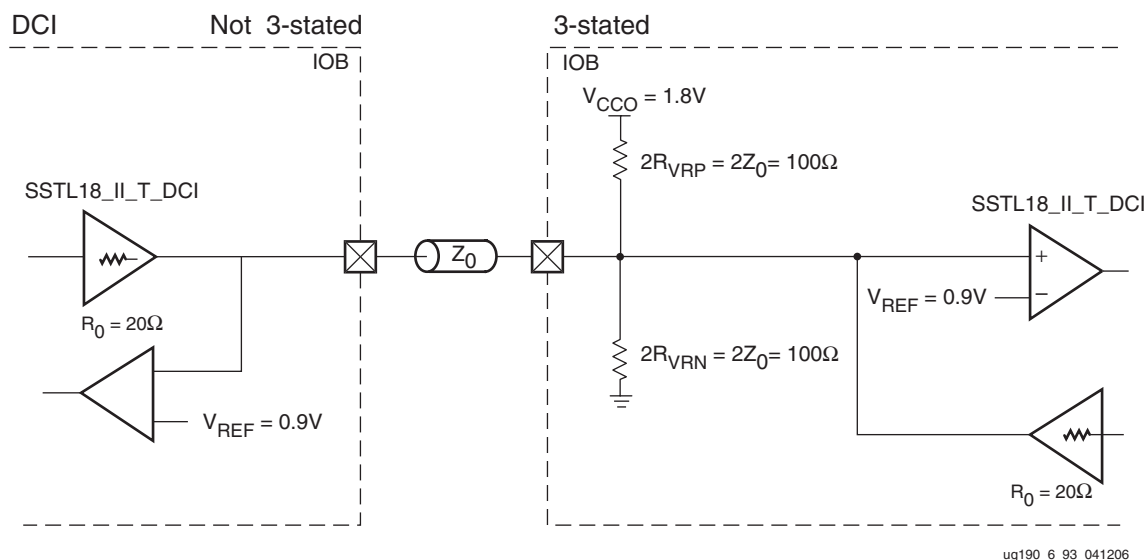 DCI Not 3-stated 3-stated
IOB IOB
V_CCO = 1.8V
2R_VRP = 2Z_0= 100Ω
SSTL18_II_T_DCI SSTL18_II_T_DCI
Z_0
+
V_REF = 0.9V −
R_0 = 20Ω
2R_VRN = 2Z_0= 100Ω
V_REF = 0.9V
R_0 = 20Ω
ug190_6_93_041206